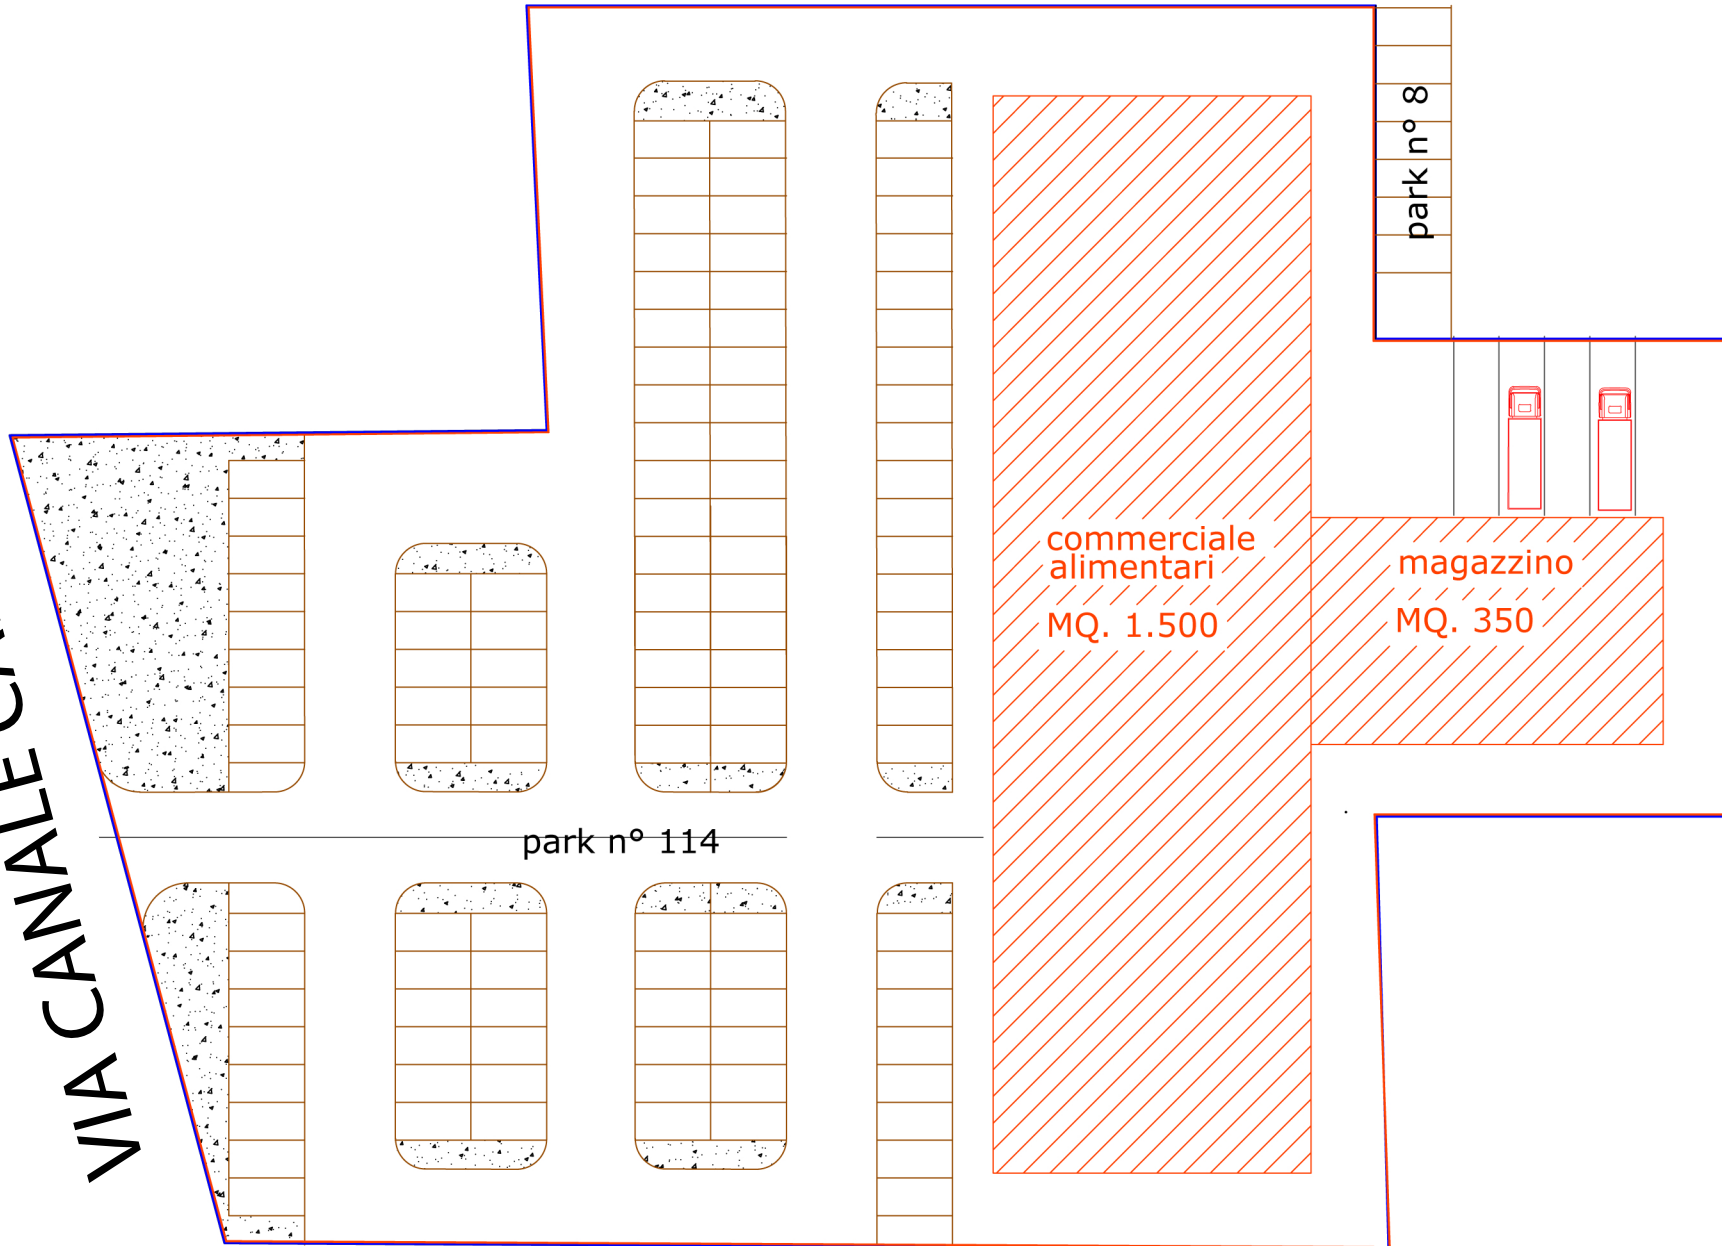 park n° 8
commerciale
alimentari
MQ. 1.500
magazzino
MQ. 350
park n° 114
VIA CANALE